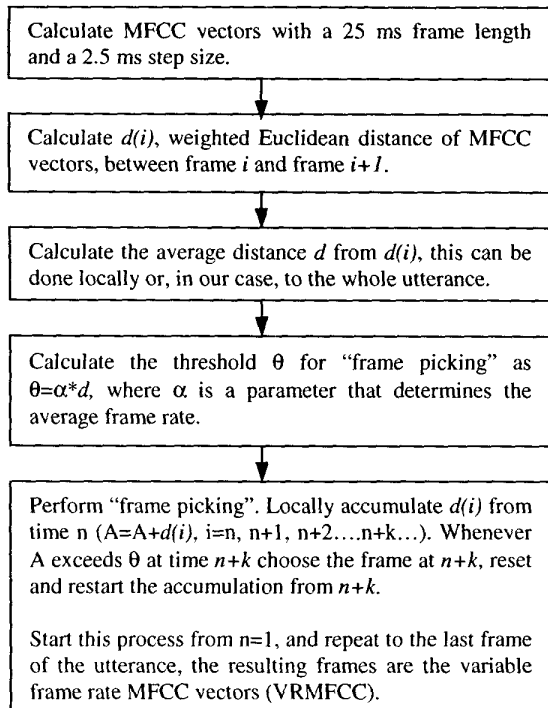 Calculate MFCC vectors with a 25 ms frame length
and a 2.5 ms step size.
Calculate d(i), weighted Euclidean distance of MFCC
vectors, between frame i and frame i+1.
Calculate the average distance d from d(i), this can be
done locally or, in our case, to the whole utterance.
Calculate the threshold θ for “frame picking” as
θ=α*d, where α is a parameter that determines the
average frame rate.
Perform “frame picking”. Locally accumulate d(i) from
time n (A=A+d(i), i=n, n+1, n+2....n+k...). Whenever
A exceeds θ at time n+k choose the frame at n+k, reset
and restart the accumulation from n+k.
Start this process from n=1, and repeat to the last frame
of the utterance, the resulting frames are the variable
frame rate MFCC vectors (VRMFCC).